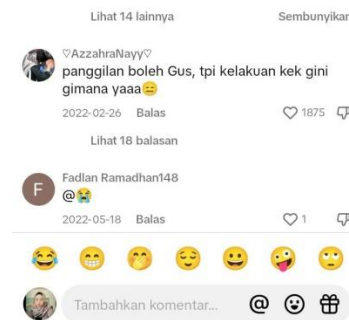 Lihat 14 lainnya Sembunyikan
♡AzzahraNayy♡
panggilan boleh Gus, tpi kelakuan kek gini
gimana yaaa😑
2022-02-26 Balas 1875
Lihat 18 balasan
F
Fadlan Ramadhan148
@😭
2022-05-18 Balas 1
Tambahkan komentar... @